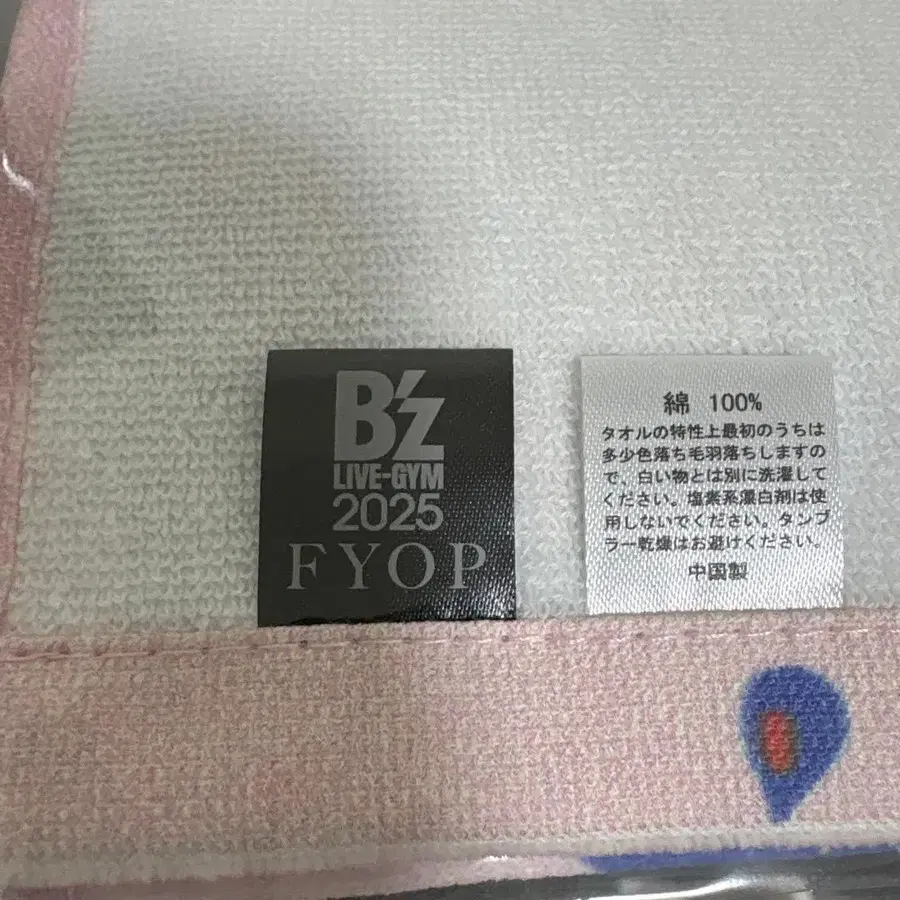 B'z
LIVE-GYM
2025
FYOP
綿 100%
タオルの特性上最初のうちは
多少色落ち毛羽落ちしますの
で、白い物とは別に洗濯して
ください。塩素系漂白剤は使
用しないでください。タンブ
ラー乾燥はお避けください。
中国製